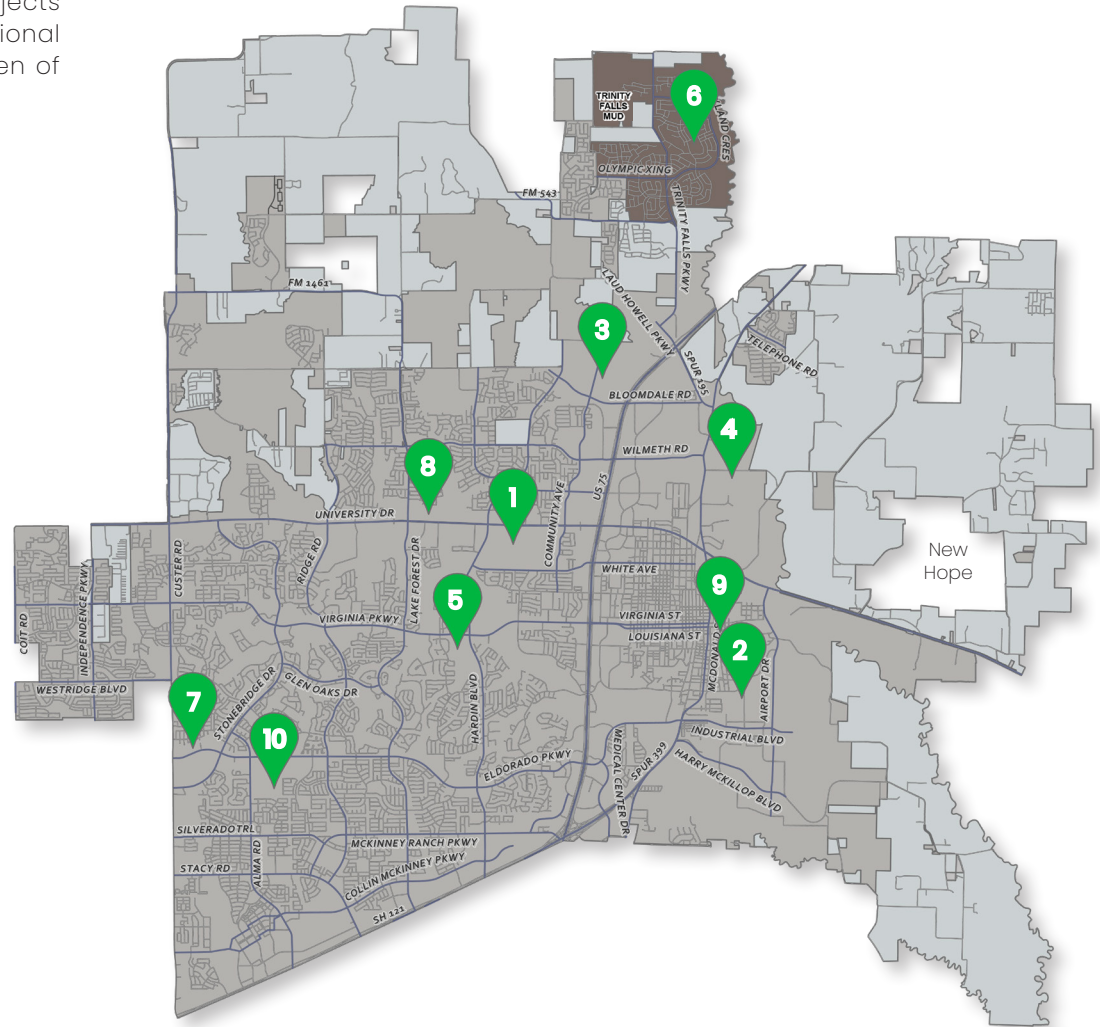 jects
ional
en of
6
TRINITY
FALLS
MUD
OLYMPIC XING
FM 543
TRINITY FALLS PKWY
FM 1461
LAUD HOWELL PKWY
3
SPUR 195
TELEPHONE RD
BLOOMDALE RD
4
WILMETH RD
8
1
US 75
COMMUNITY AVE
UNIVERSITY DR
New
Hope
CUSTER RD
RIDGE RD
LAKE FOREST DR
WHITE AVE
9
5
VIRGINIA PKWY
VIRGINIA ST
LOUISIANA ST
COIT RD
INDEPENDENCE PKWY
2
WESTRIDGE BLVD
7
STONEBRIDGE DR
GLEN OAKS DR
HARDIN BLVD
AIRPORT DR
10
INDUSTRIAL BLVD
ELDORADO PKWY
MEDICAL CENTER DR
SPUR 399
HARRY MCKILLOP BLVD
SILVERADO TRL
MCKINNEY RANCH PKWY
STACY RD
ALMA RD
COLLIN MCKINNEY PKWY
SH 121